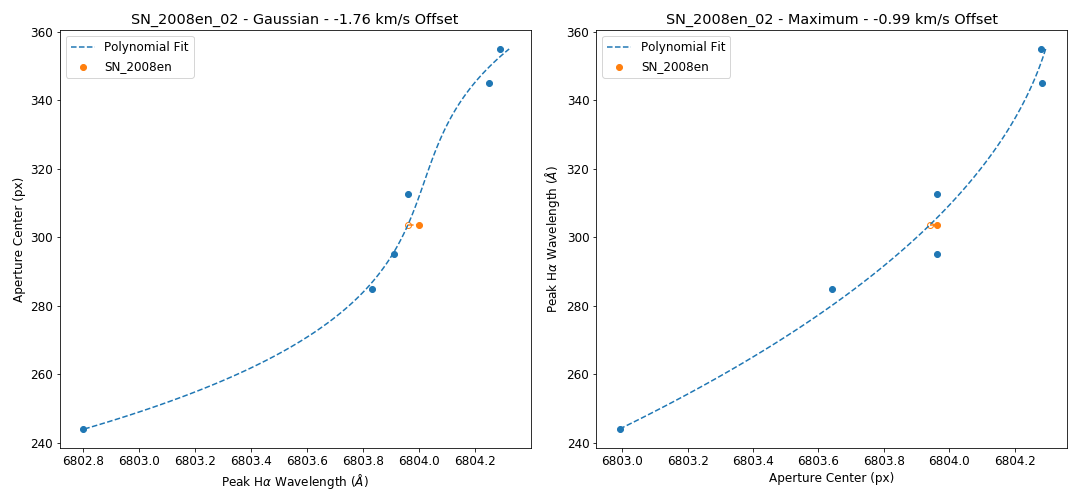 SN_2008en_02 - Gaussian - -1.76 km/s Offset
360
340
320
300
280
260
240
Aperture Center (px)
Polynomial Fit
SN_2008en
6802.8 6803.0 6803.2 6803.4 6803.6 6803.8 6804.0 6804.2
Peak Hα Wavelength (Å)
SN_2008en_02 - Maximum - -0.99 km/s Offset
360
340
320
300
280
260
240
Peak Hα Wavelength (Å)
Polynomial Fit
SN_2008en
6803.0 6803.2 6803.4 6803.6 6803.8 6804.0 6804.2
Aperture Center (px)